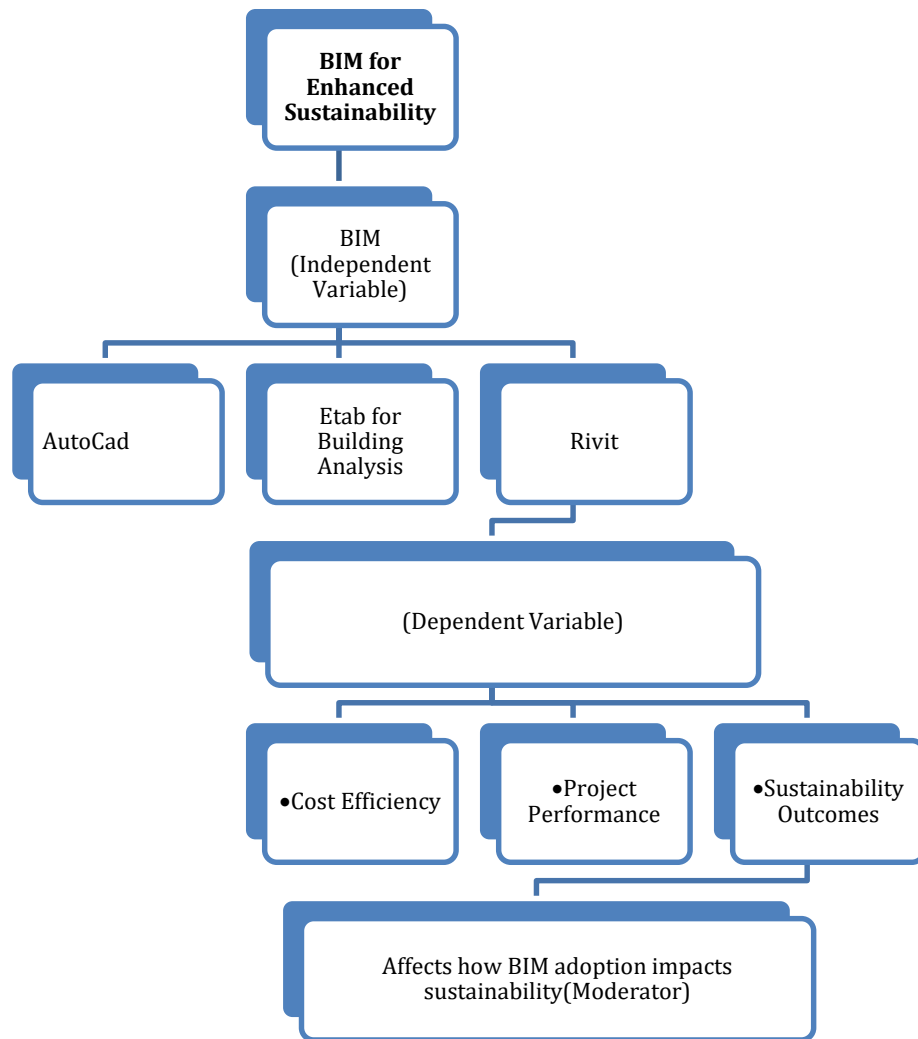 BIM for
Enhanced
Sustainability
BIM
(Independent
Variable)
AutoCad
Etab for
Building
Analysis
Rivit
(Dependent Variable)
•Cost Efficiency
•Project
Performance
•Sustainability
Outcomes
Affects how BIM adoption impacts
sustainability(Moderator)